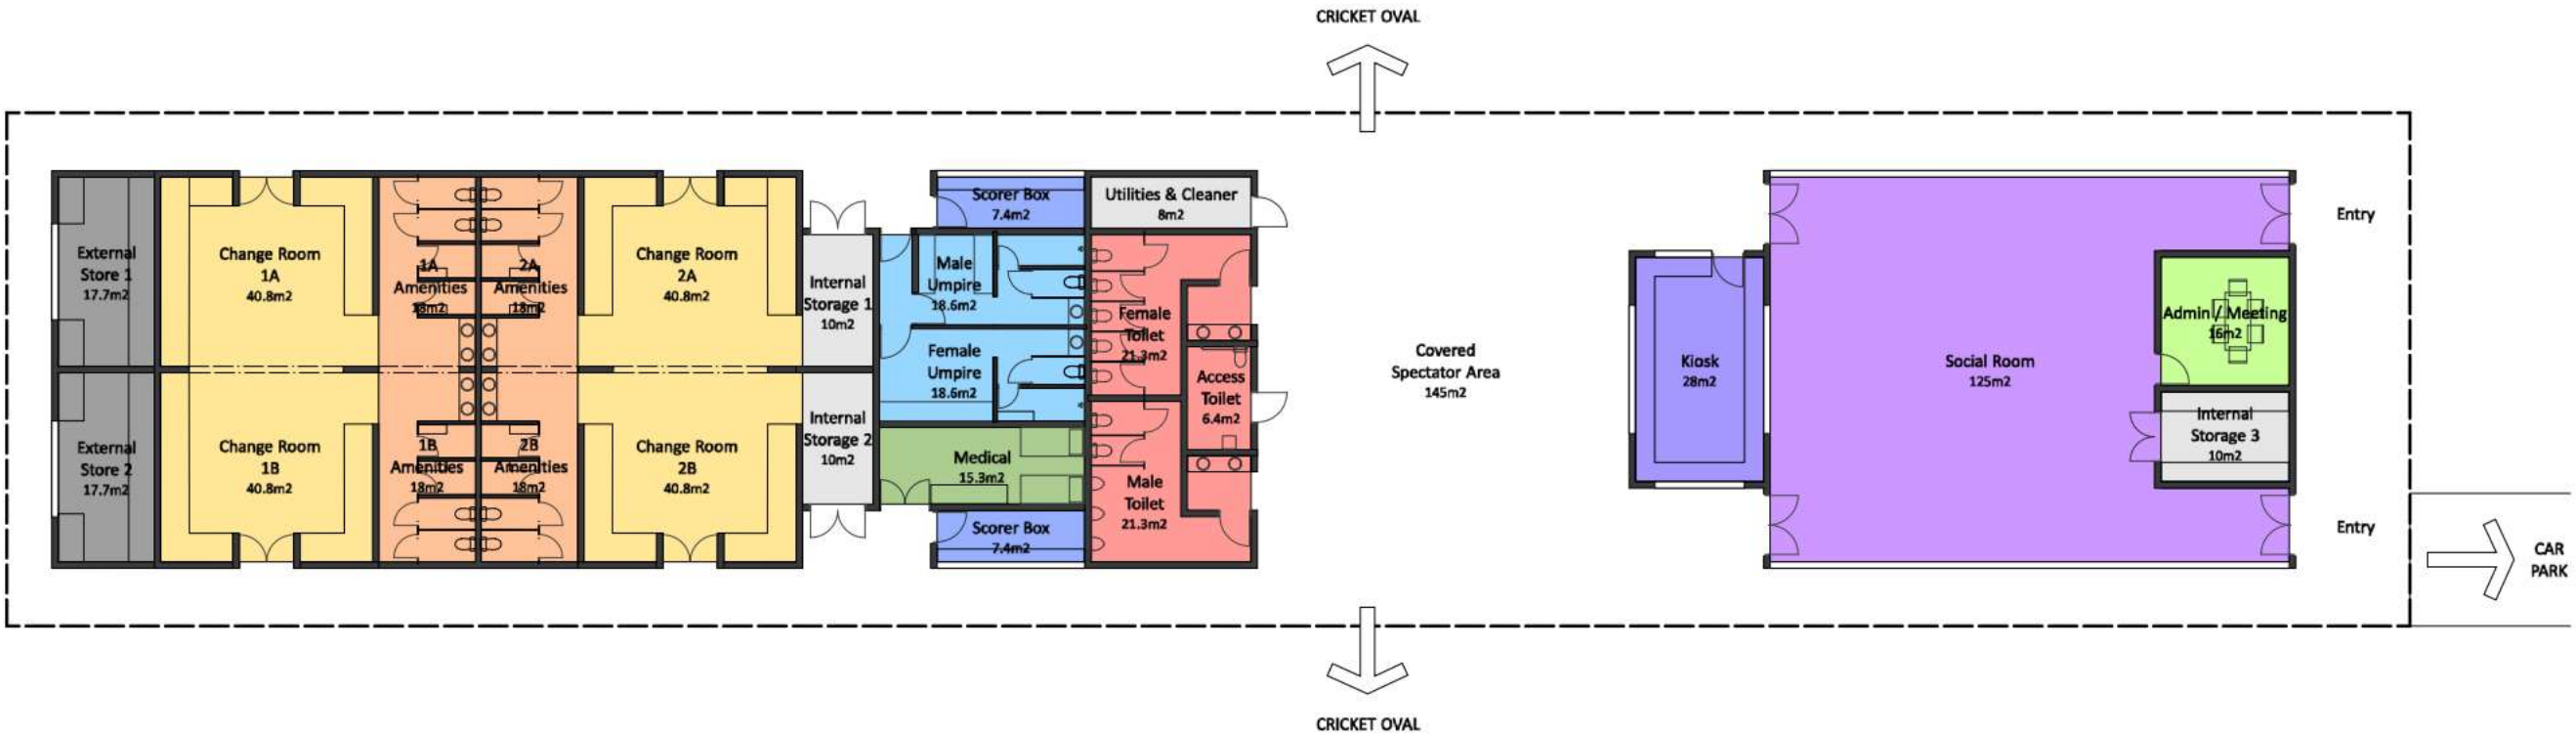 CRICKET OVAL
External
Store 1
17.7m2
Change Room
1A
40.8m2
1A
Amenities
18m2
2A
Amenities
18m2
Change Room
2A
40.8m2
Internal
Storage 1
10m2
Scorer Box
7.4m2
Utilities & Cleaner
8m2
Male
Umpire
18.6m2
Female
Umpire
18.6m2
Female
Toilet
21.3m2
Access
Toilet
6.4m2
Covered
Spectator Area
145m2
Kiosk
28m2
Social Room
125m2
Entry
Admin / Meeting
16m2
Internal
Storage 3
10m2
Entry
External
Store 2
17.7m2
Change Room
1B
40.8m2
1B
Amenities
18m2
2B
Amenities
18m2
Change Room
2B
40.8m2
Internal
Storage 2
10m2
Medical
15.3m2
Scorer Box
7.4m2
Male
Toilet
21.3m2
CAR
PARK
CRICKET OVAL